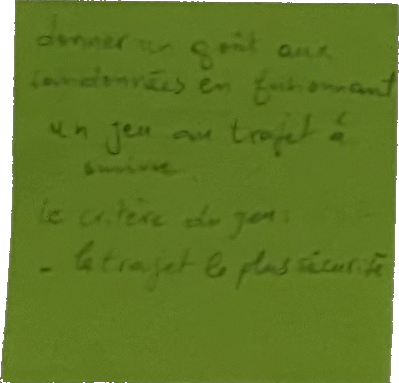 donner un goût aux
randonnées en fusionnant
un jeu au trajet à
suivre
le critère du jeu:
- le trajet le plus sécurité